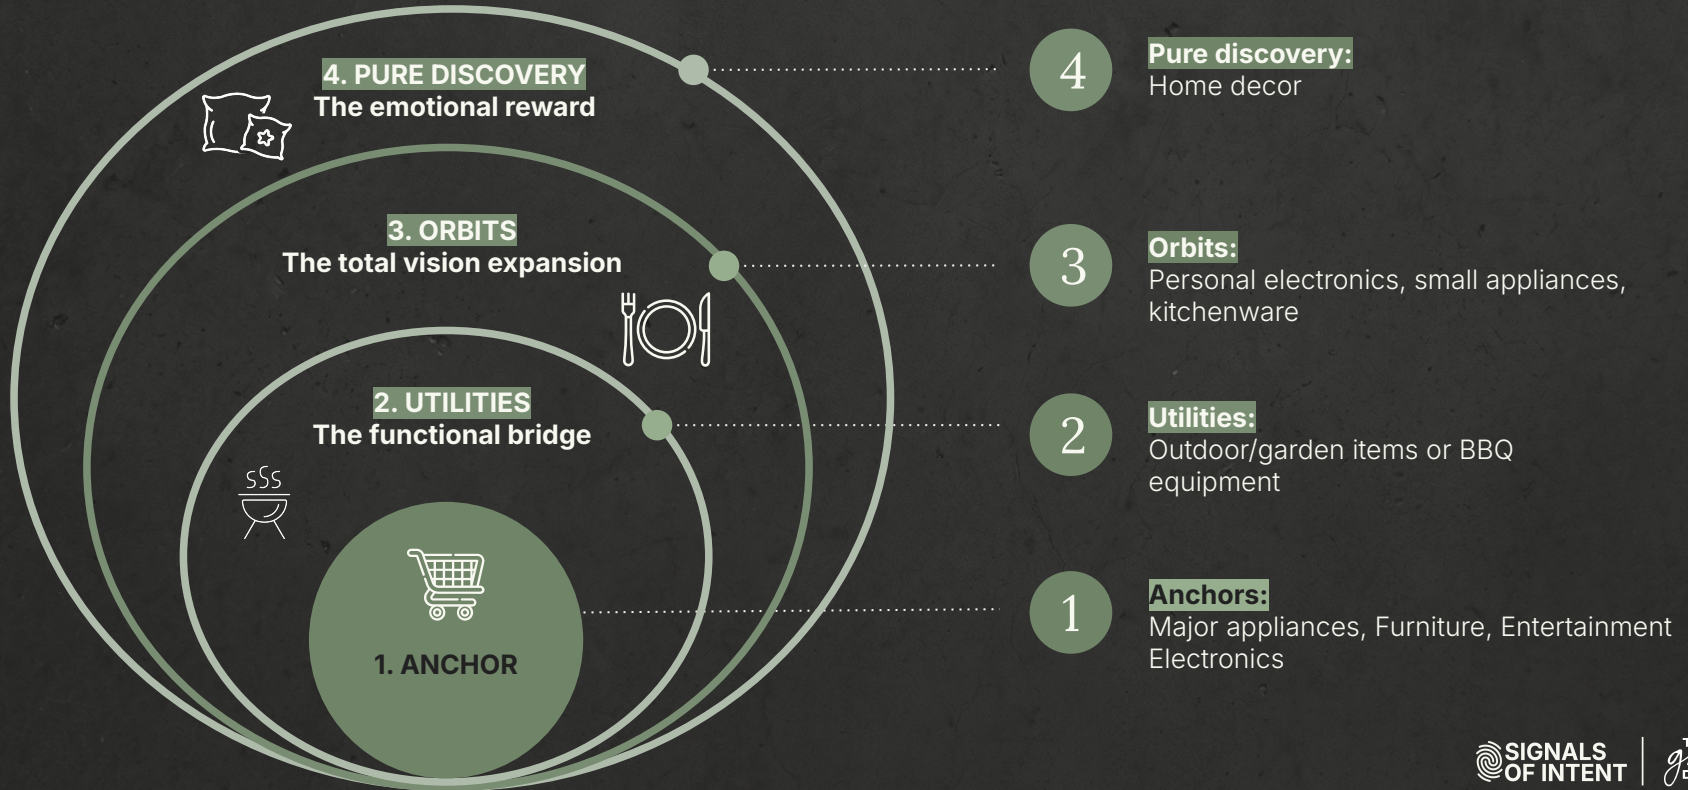 4. PURE DISCOVERY
The emotional reward
3. ORBITS
The total vision expansion
2. UTILITIES
The functional bridge
1. ANCHOR
4
Pure discovery:
Home decor
3
Orbits:
Personal electronics, small appliances,
kitchenware
2
Utilities:
Outdoor/garden items or BBQ
equipment
1
Anchors:
Major appliances, Furniture, Entertainment
Electronics
SIGNALS
OF INTENT